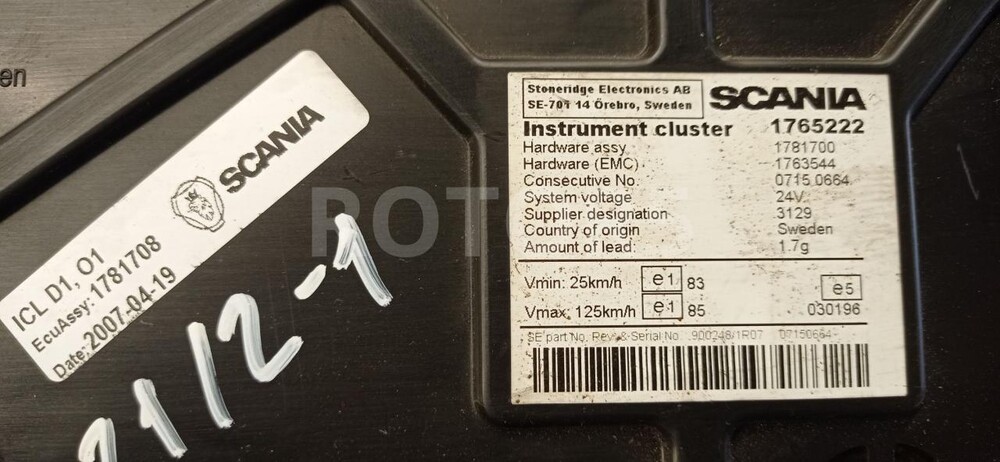 en
SCANIA
ICL D1, O1
EcuAssy: 1781708
Date: 2007-04-19
11/2-1
Stoneridge Electronics AB
SE-701 14 Örebro, Sweden
SCANIA
Instrument cluster 1765222
Hardware assy 1781700
Hardware (EMC) 1763544
Consecutive No. 0715 0664
System voltage 24V
Supplier designation 3129
Country of origin Sweden
Amount of lead: 1.7g
Vmin: 25km/h e1 83
e5
Vmax: 125km/h e1 85 030196
SE part No. Rev. & Serial No. 900248/1R07 07150664